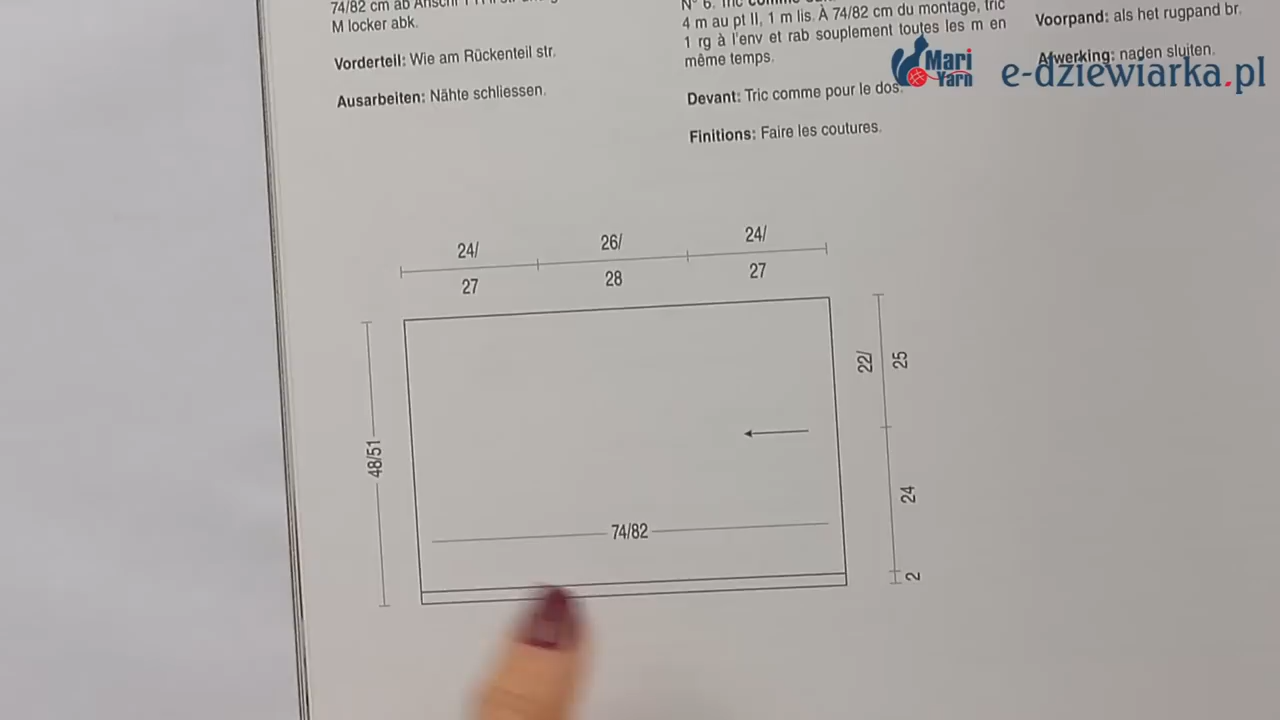 74/82 cm ab
M locker abk.
Vorderteil: Wie am Rückenteil str.
Ausarbeiten: Nähte schliessen.
N° 6. Tric comme
4 m au pt II, 1 m lis. À 74/82 cm du montage, tric
1 rg à l'env et rab souplement toutes les m en
même temps.
Devant: Tric comme pour le dos.
Finitions: Faire les coutures.
Voorpand: als het rugpand br.
Afwerking: naden sluiten.
Mari
Yarn
e-dziewiarka.pl
24/ 26/ 24/
27 28 27
22/ 25
48/51
24
74/82
2